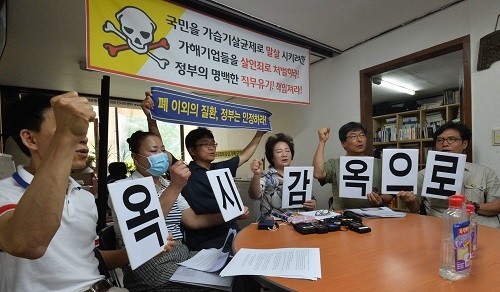 국민을 가습기살균제로 말살 시키려한
가해기업들을 살인죄로 처벌하라!
정부의 명백한 직무유기! 책임져라!
폐 이외의 질환, 정부는 인정하라!
옥 시 감 옥 으 로